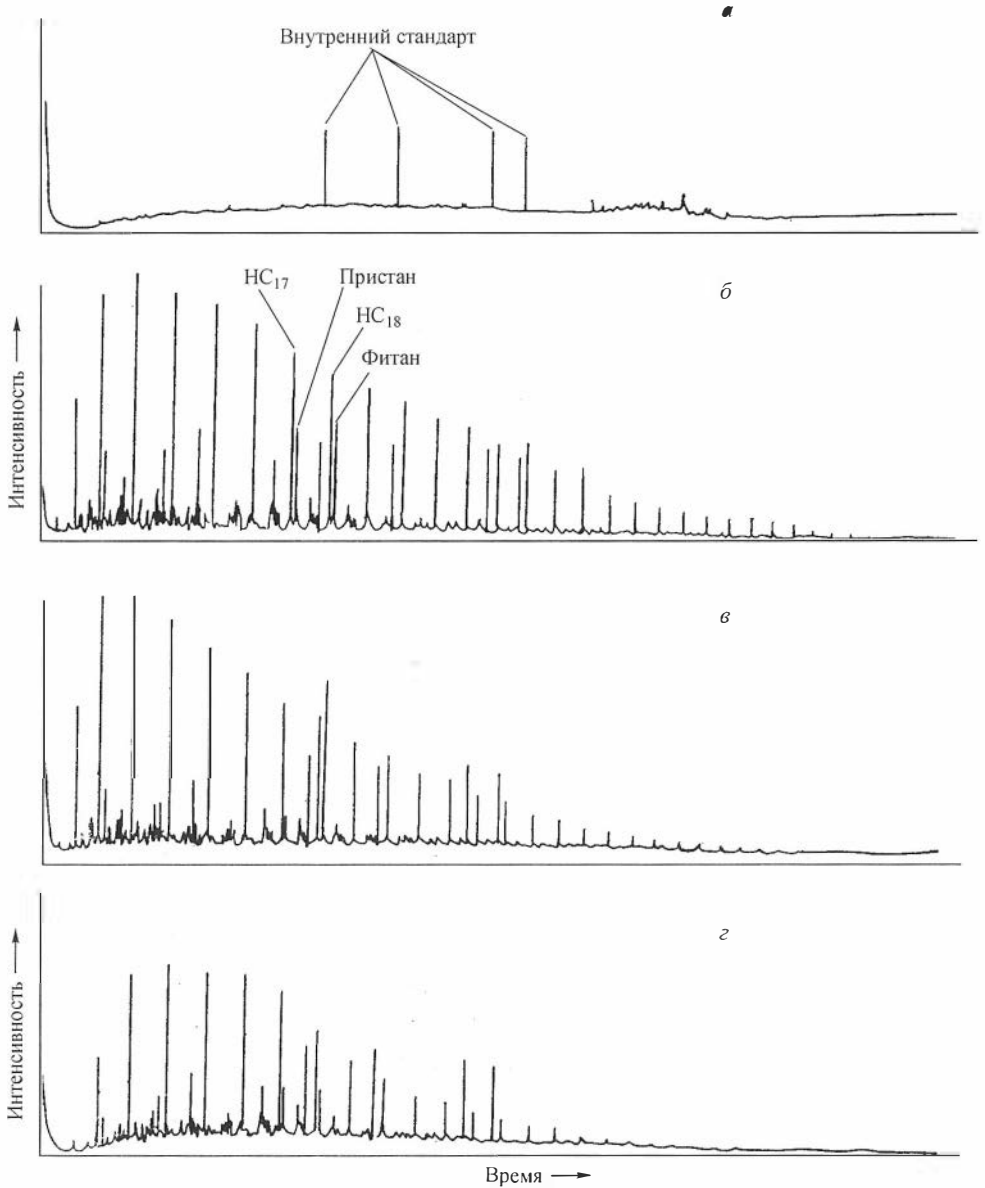 а
Внутренний стандарт
б
НС17
Пристан
НС18
Фитан
Интенсивность
в
г
Интенсивность
Время